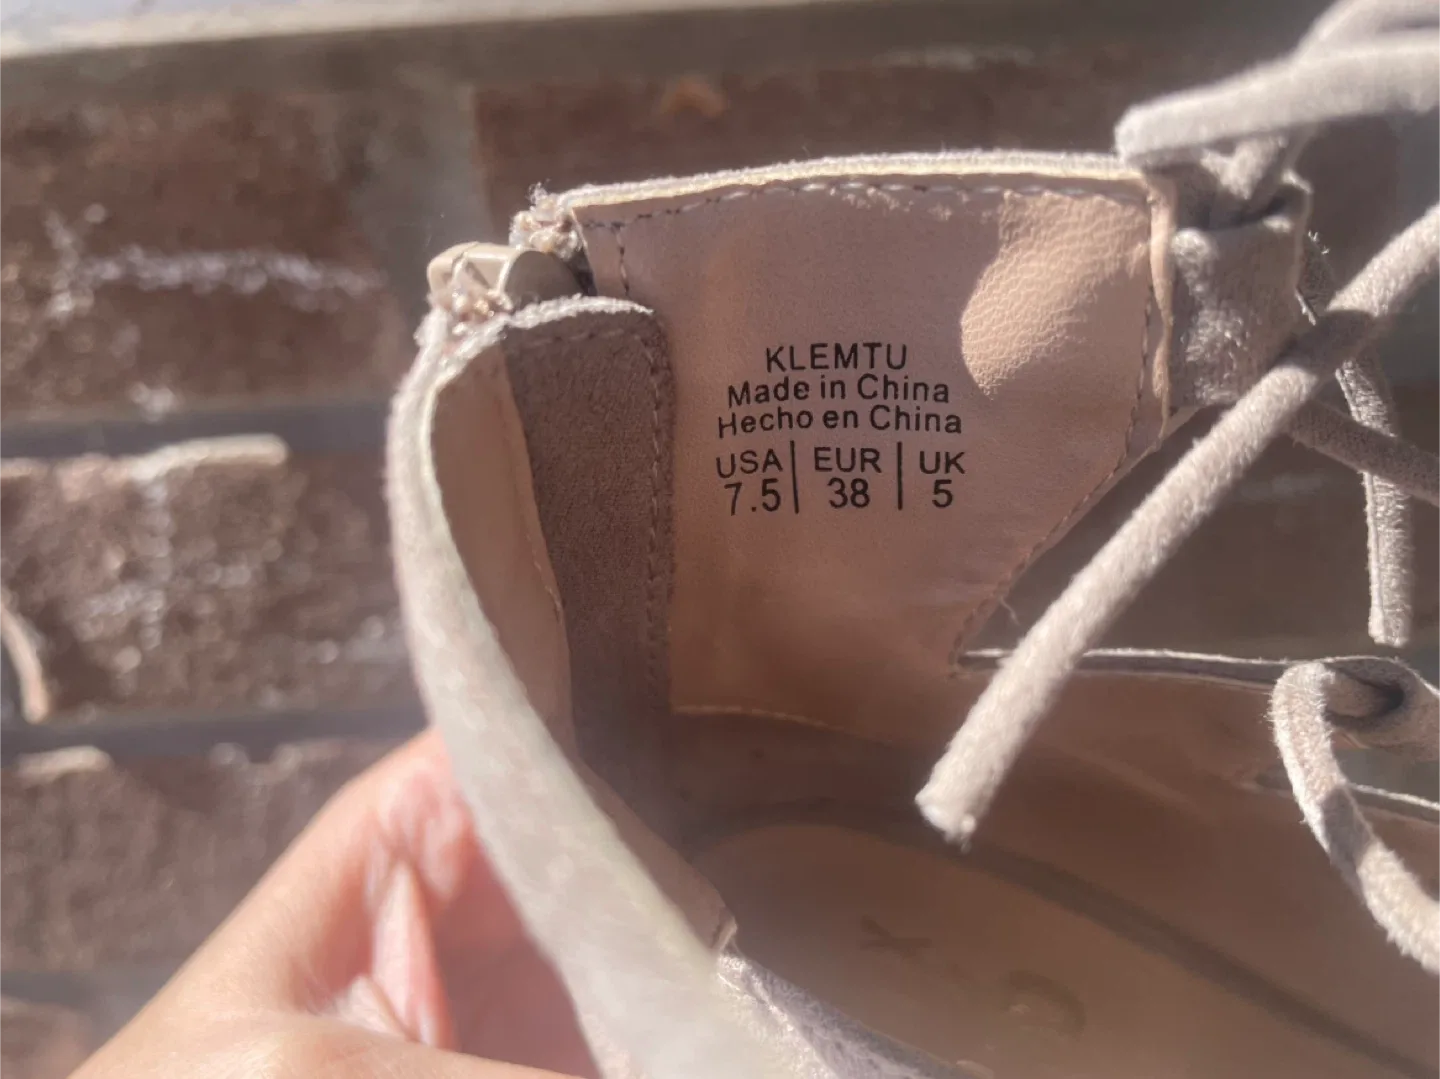 KLEMTU
Made in China
Hecho en China
USA | EUR | UK
7.5 | 38 | 5